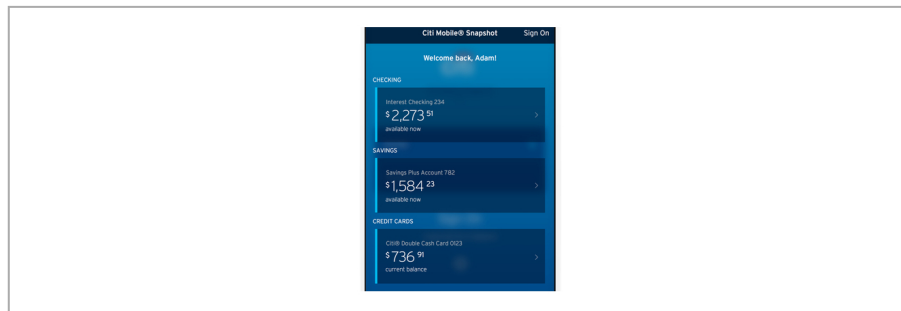 Citi Mobile® Snapshot Sign On
Welcome back, Adam!
CHECKING
Interest Checking 234
$ 2,273 51
available now
SAVINGS
Savings Plus Account 782
$ 1,584 23
available now
CREDIT CARDS
Citi® Double Cash Card 0123
$ 736 91
current balance